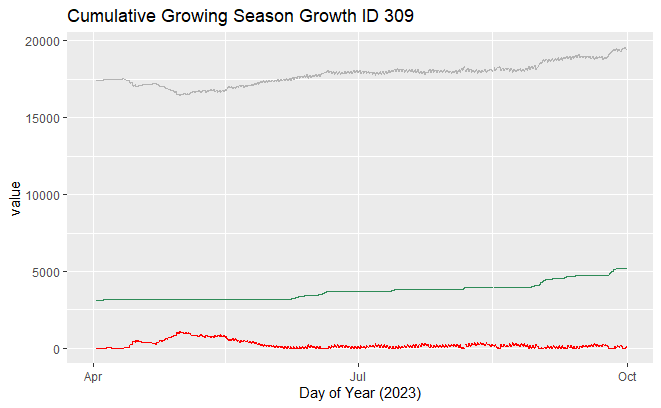 Cumulative Growing Season Growth ID 309
20000
15000
10000
5000
0
value
Apr
Jul
Oct
Day of Year (2023)